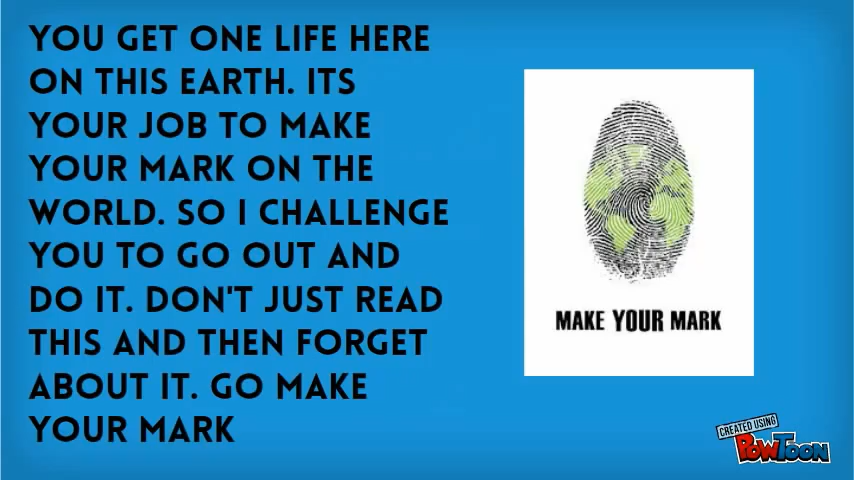 YOU GET ONE LIFE HERE
ON THIS EARTH. ITS
YOUR JOB TO MAKE
YOUR MARK ON THE
WORLD. SO I CHALLENGE
YOU TO GO OUT AND
DO IT. DON'T JUST READ
THIS AND THEN FORGET
ABOUT IT. GO MAKE
YOUR MARK
MAKE YOUR MARK
CREATED USING
POWTOON